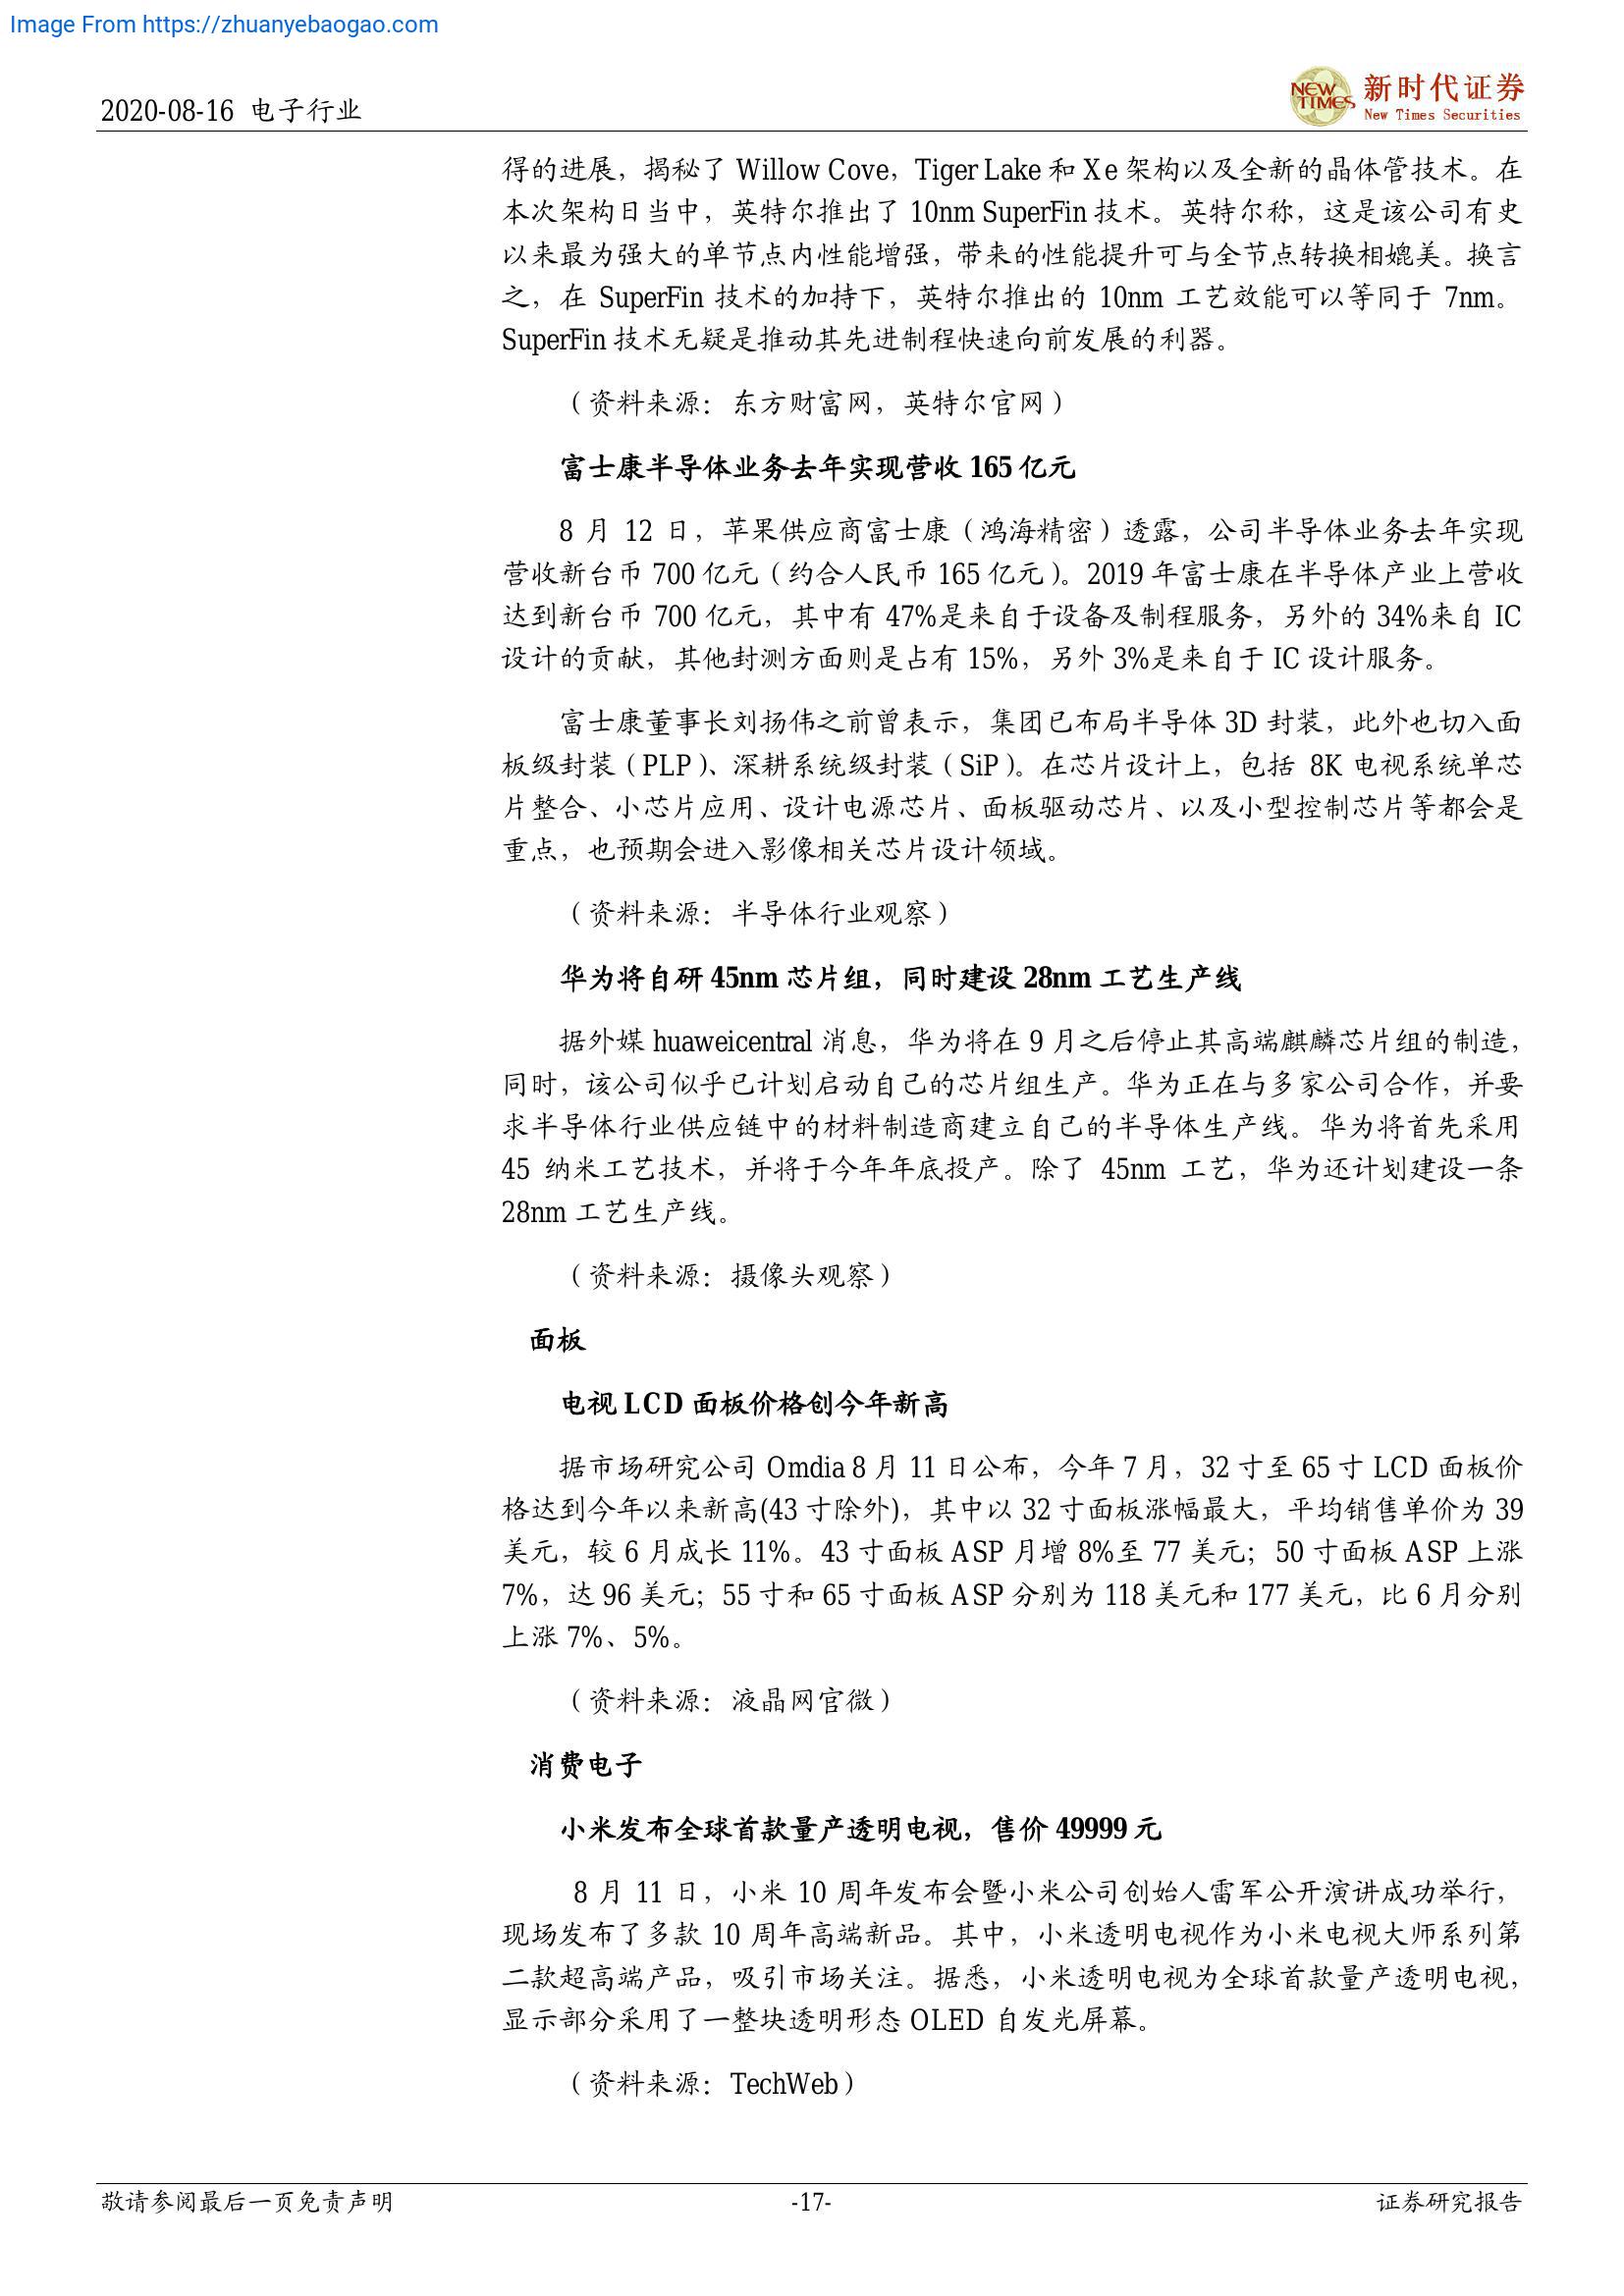 Image From https://zhuanyebaogao.com
2020-08-16 电子行业
NEW TIMES 新时代证券
New Times Securities
得的进展，揭秘了 Willow Cove，Tiger Lake 和 Xe 架构以及全新的晶体管技术。在
本次架构日当中，英特尔推出了 10nm SuperFin 技术。英特尔称，这是该公司有史
以来最为强大的单节点内性能增强，带来的性能提升可与全节点转换相媲美。换言
之，在 SuperFin 技术的加持下，英特尔推出的 10nm 工艺效能可以等同于 7nm。
SuperFin 技术无疑是推动其先进制程快速向前发展的利器。
（资料来源：东方财富网，英特尔官网）
富士康半导体业务去年实现营收 165 亿元
8 月 12 日，苹果供应商富士康（鸿海精密）透露，公司半导体业务去年实现
营收新台币 700 亿元（约合人民币 165 亿元）。2019 年富士康在半导体产业上营收
达到新台币 700 亿元，其中有 47%是来自于设备及制程服务，另外的 34%来自 IC
设计的贡献，其他封测方面则是占有 15%，另外 3%是来自于 IC 设计服务。
富士康董事长刘扬伟之前曾表示，集团已布局半导体 3D 封装，此外也切入面
板级封装（PLP）、深耕系统级封装（SiP）。在芯片设计上，包括 8K 电视系统单芯
片整合、小芯片应用、设计电源芯片、面板驱动芯片、以及小型控制芯片等都会是
重点，也预期会进入影像相关芯片设计领域。
（资料来源：半导体行业观察）
华为将自研 45nm 芯片组，同时建设 28nm 工艺生产线
据外媒 huaweicentral 消息，华为将在 9 月之后停止其高端麒麟芯片组的制造，
同时，该公司似乎已计划启动自己的芯片组生产。华为正在与多家公司合作，并要
求半导体行业供应链中的材料制造商建立自己的半导体生产线。华为将首先采用
45 纳米工艺技术，并将于今年年底投产。除了 45nm 工艺，华为还计划建设一条
28nm 工艺生产线。
（资料来源：摄像头观察）
面板
电视 LCD 面板价格创今年新高
据市场研究公司 Omdia 8 月 11 日公布，今年 7 月，32 寸至 65 寸 LCD 面板价
格达到今年以来新高(43 寸除外)，其中以 32 寸面板涨幅最大，平均销售单价为 39
美元，较 6 月成长 11%。43 寸面板 ASP 月增 8%至 77 美元；50 寸面板 ASP 上涨
7%，达 96 美元；55 寸和 65 寸面板 ASP 分别为 118 美元和 177 美元，比 6 月分别
上涨 7%、5%。
（资料来源：液晶网官微）
消费电子
小米发布全球首款量产透明电视，售价 49999 元
8 月 11 日，小米 10 周年发布会暨小米公司创始人雷军公开演讲成功举行，
现场发布了多款 10 周年高端新品。其中，小米透明电视作为小米电视大师系列第
二款超高端产品，吸引市场关注。据悉，小米透明电视为全球首款量产透明电视，
显示部分采用了一整块透明形态 OLED 自发光屏幕。
（资料来源：TechWeb）
敬请参阅最后一页免责声明 -17- 证券研究报告